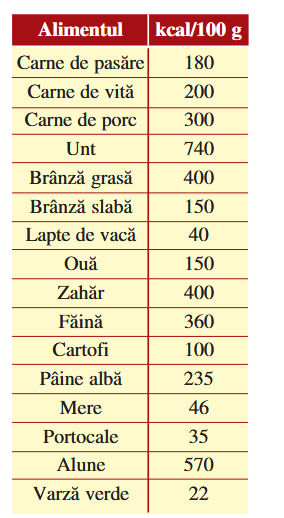 Alimentul kcal/100 g
Carne de pasăre 180
Carne de vită 200
Carne de porc 300
Unt 740
Brânză grasă 400
Brânză slabă 150
Lapte de vacă 40
Ouă 150
Zahăr 400
Făină 360
Cartofi 100
Pâine albă 235
Mere 46
Portocale 35
Alune 570
Varză verde 22